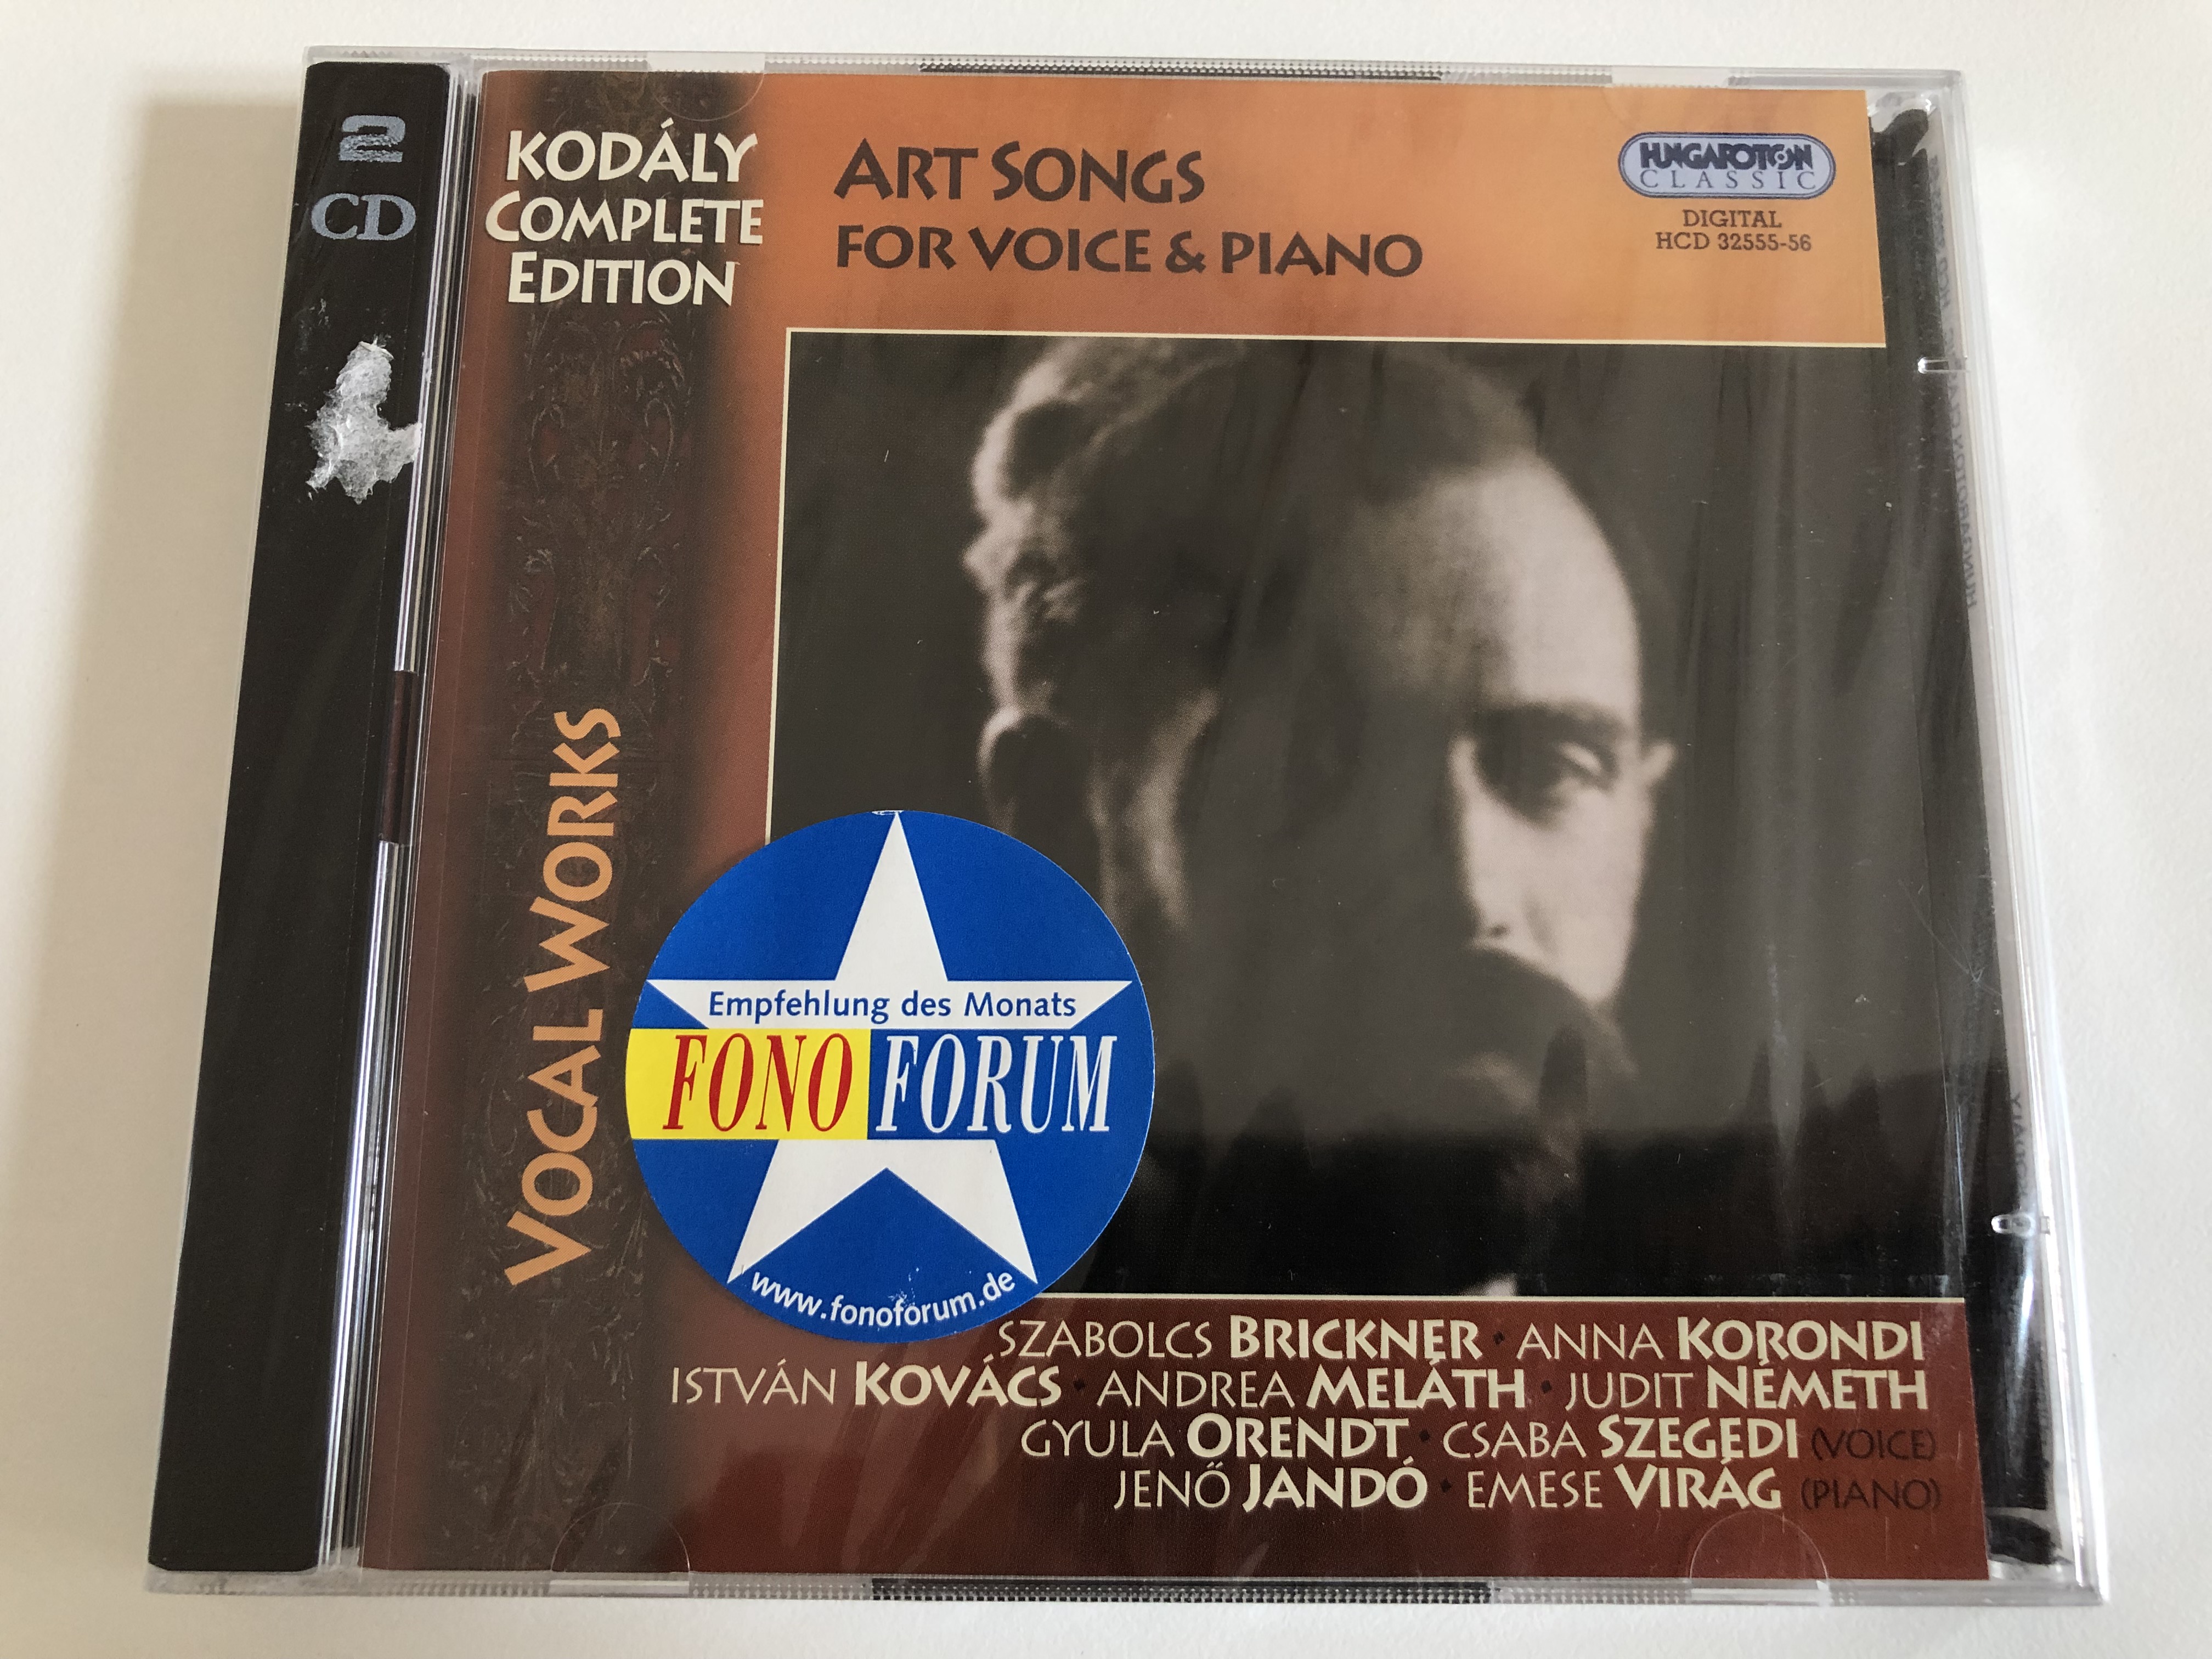 2
CD
KODÁLY
COMPLETE
EDITION
ART SONGS
FOR VOICE & PIANO
HUNGAROTON
CLASSIC
DIGITAL
HCD 32555-56
VOCAL WORKS
Empfehlung des Monats
FONO FORUM
www.fonoforum.de
SZABOLCS BRICKNER · ANNA KORONDI
ISTVÁN KOVÁCS · ANDREA MELÁTH · JUDIT NÉMETH
GYULA ORENDT · CSABA SZEGEDI (VOICE)
JENŐ JANDÓ · EMESE VIRÁG (PIANO)